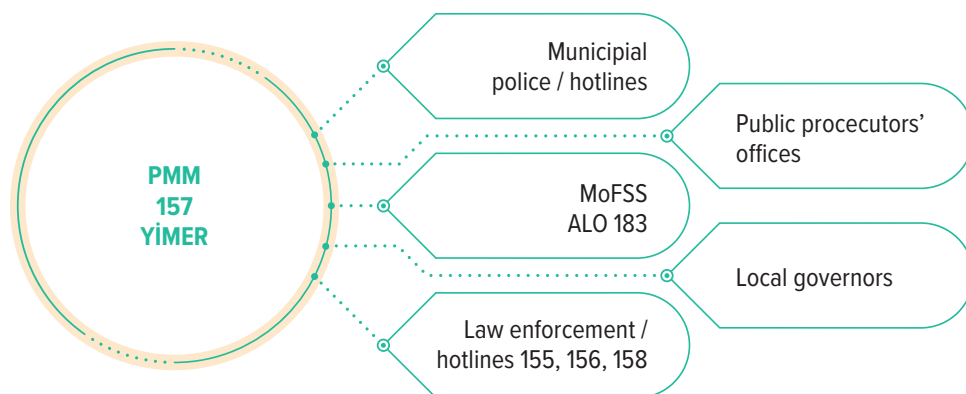 PMM
157
YİMER
Municipial
police / hotlines
Public procecutors’
offices
MoFSS
ALO 183
Local governors
Law enforcement /
hotlines 155, 156, 158